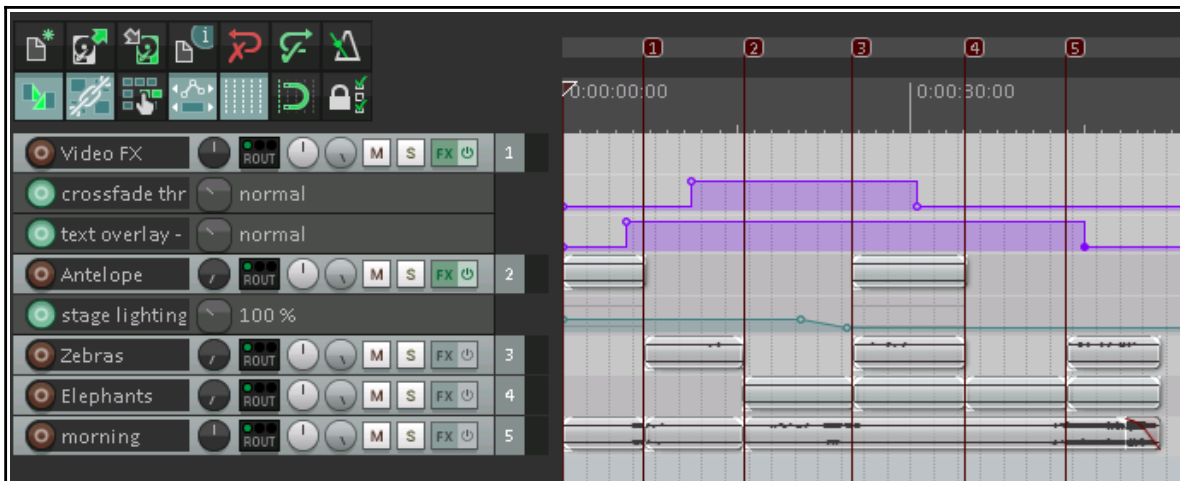 1 2 3 4 5
0:00:00:00 0:00:30:00
Video FX ROUT M S FX 1
crossfade thr normal
text overlay - normal
Antelope ROUT M S FX 2
stage lighting 100 %
Zebras ROUT M S FX 3
Elephants ROUT M S FX 4
morning ROUT M S FX 5